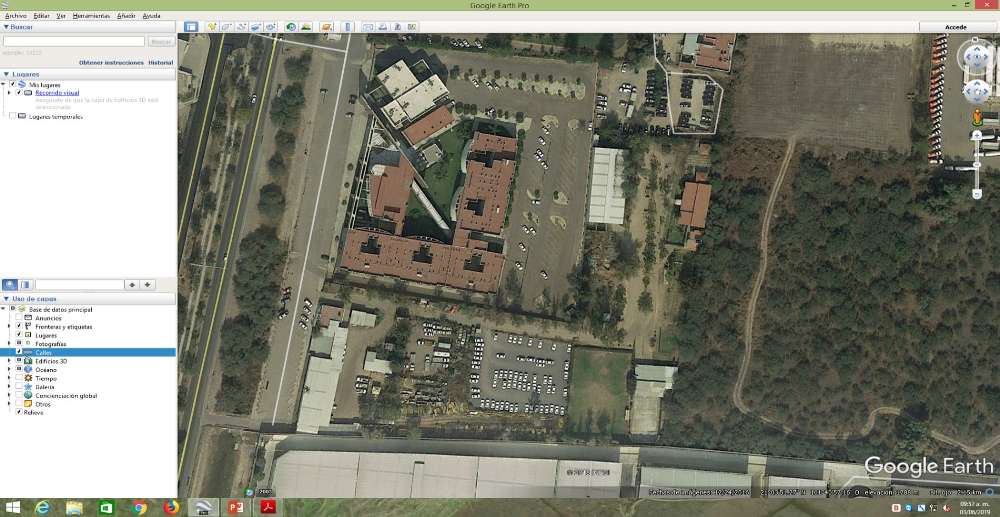 Google Earth Pro
Archivo Editar Ver Herramientas Añadir Ayuda
Buscar
Accede
Buscar
ejemplo: 15213
Obtener instrucciones Historial
Lugares
Mis lugares
Recorrido visual
Asegúrate de que la capa de Edificios 3D esté
seleccionada
Lugares temporales
N
Uso de capas
Base de datos principal
Anuncios
Fronteras y etiquetas
Lugares
Fotografías
Calles
Edificios 3D
Océano
Tiempo
Galería
Concienciación global
Otros
Relieve
Google Earth
© 2018 INEGI
2003
Fechas de imágenes: 12/24/2016 21°03'51.27" N 101°40'57.16" O elevación 1788 m alt. ojo 2.15 km
Pro
09:57 a. m.
03/06/2019